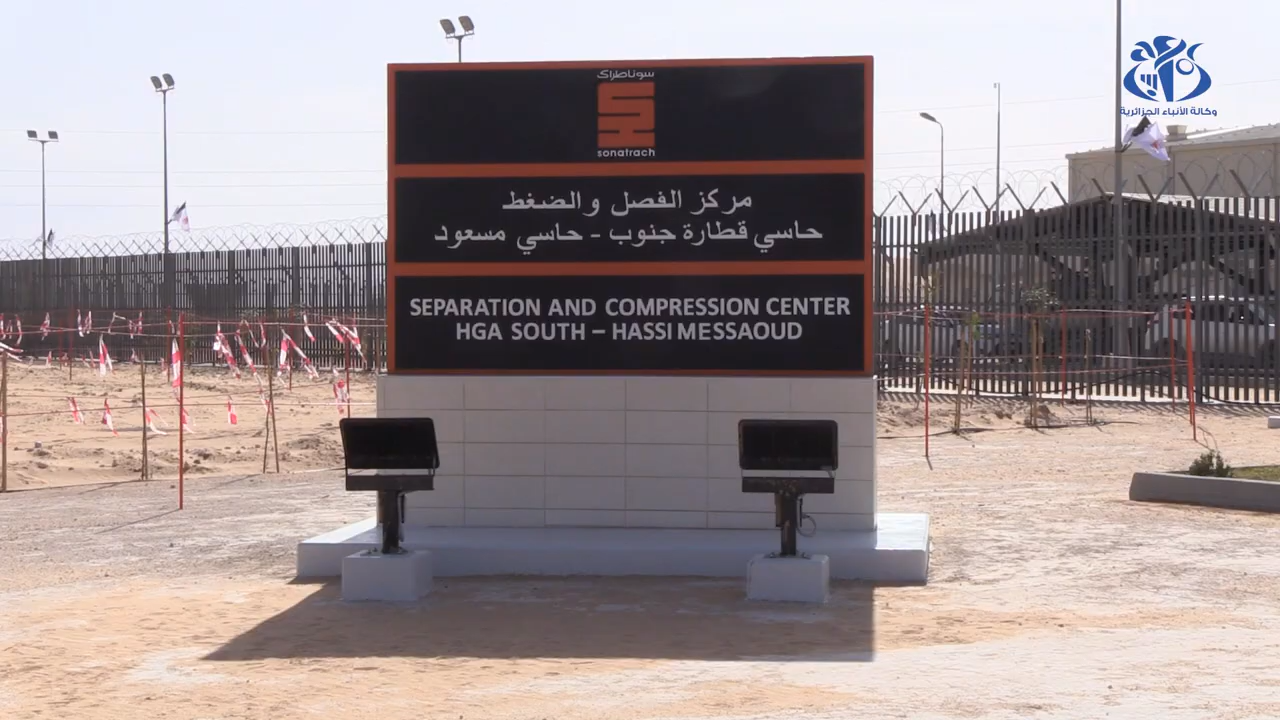 سوناطراك
sonatrach
مركز الفصل والضغط
حاسي قطارة جنوب - حاسي مسعود
SEPARATION AND COMPRESSION CENTER
HGA SOUTH – HASSI MESSAOUD
وكالة الأنباء الجزائرية